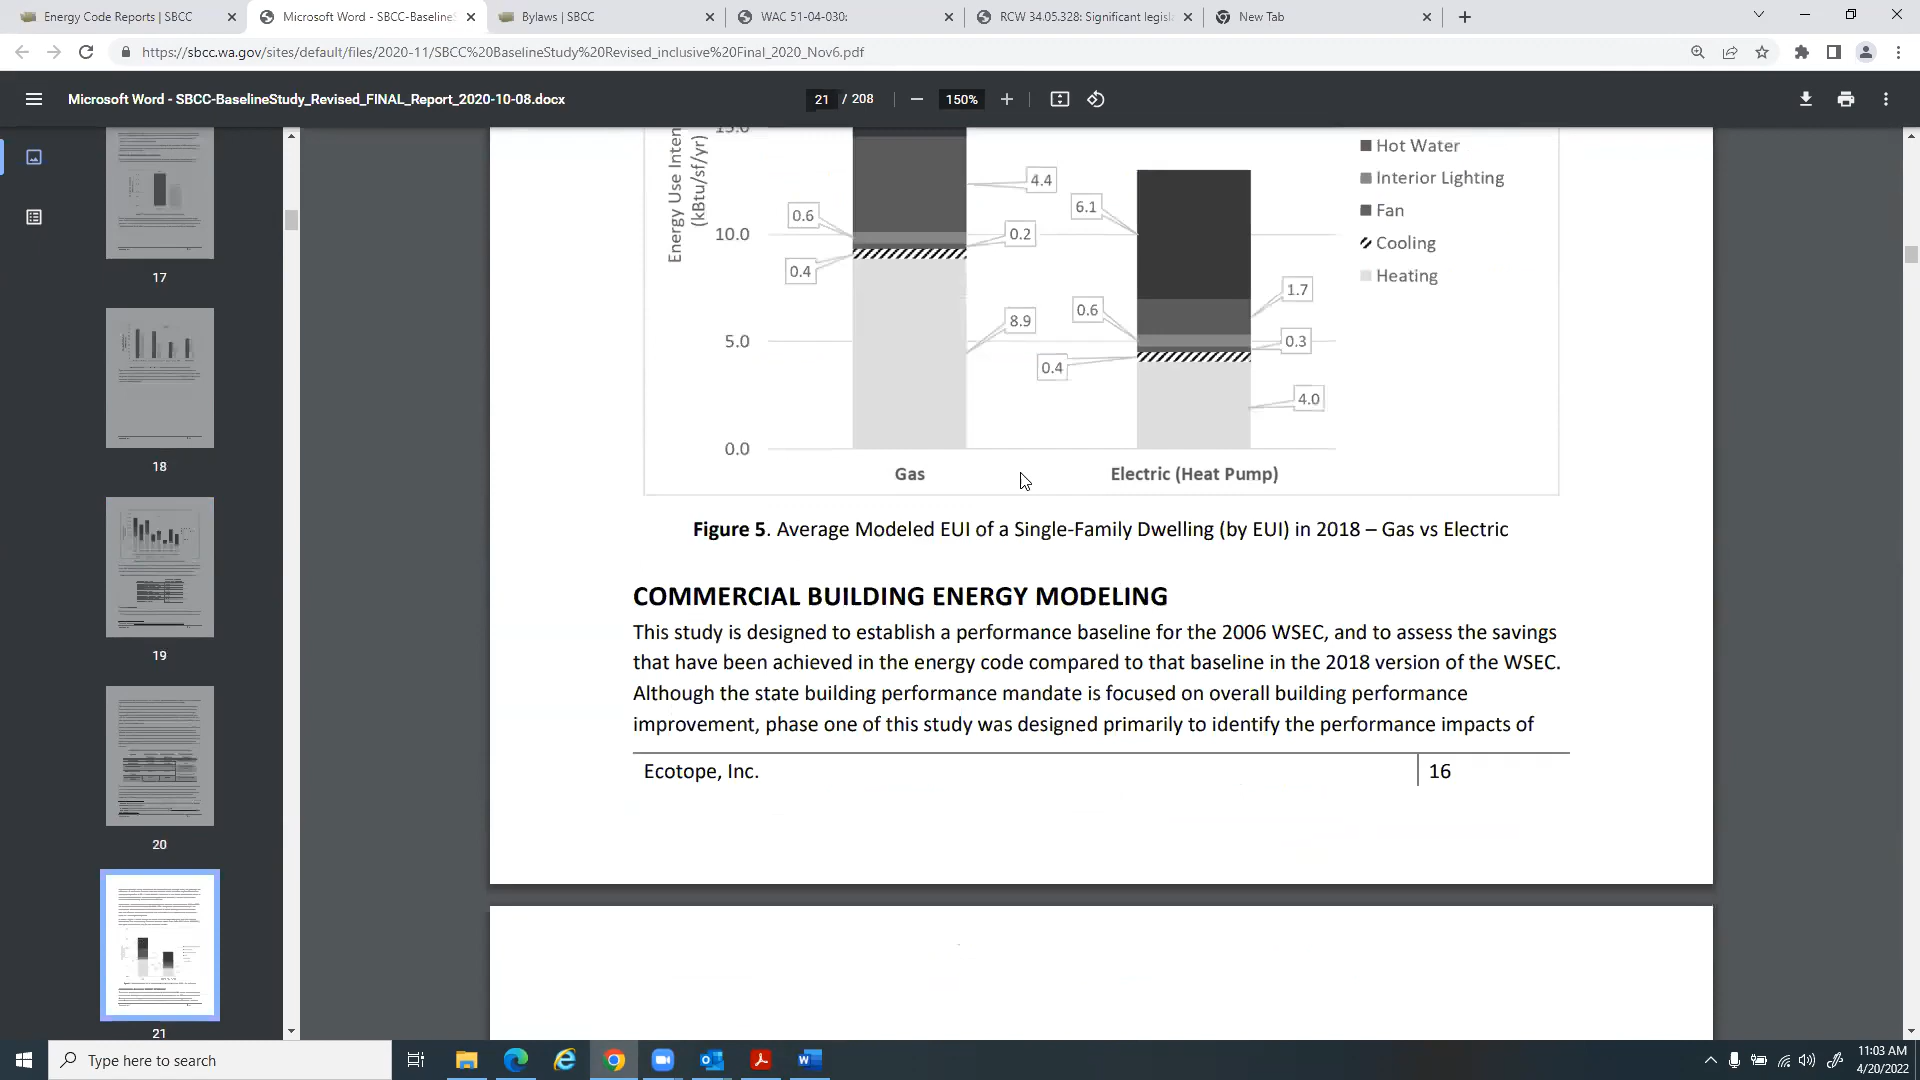 Energy Code Reports | SBCC
Microsoft Word - SBCC-Baseline
Bylaws | SBCC
WAC 51-04-030:
RCW 34.05.328: Significant legisl
New Tab
https://sbcc.wa.gov/sites/default/files/2020-11/SBCC%20BaselineStudy%20Revised_inclusive%20Final_2020_Nov6.pdf
Microsoft Word - SBCC-BaselineStudy_Revised_FINAL_Report_2020-10-08.docx
21 / 208
150%
17
18
19
20
21
Energy Use Inten
(kBtu/sf/yr)
15.0
10.0
5.0
0.0
4.4
0.6
0.2
0.4
8.9
6.1
1.7
0.6
0.3
0.4
4.0
Hot Water
Interior Lighting
Fan
Cooling
Heating
Gas
Electric (Heat Pump)
Figure 5. Average Modeled EUI of a Single-Family Dwelling (by EUI) in 2018 – Gas vs Electric
COMMERCIAL BUILDING ENERGY MODELING
This study is designed to establish a performance baseline for the 2006 WSEC, and to assess the savings
that have been achieved in the energy code compared to that baseline in the 2018 version of the WSEC.
Although the state building performance mandate is focused on overall building performance
improvement, phase one of this study was designed primarily to identify the performance impacts of
Ecotope, Inc.
16
Type here to search
11:03 AM
4/20/2022